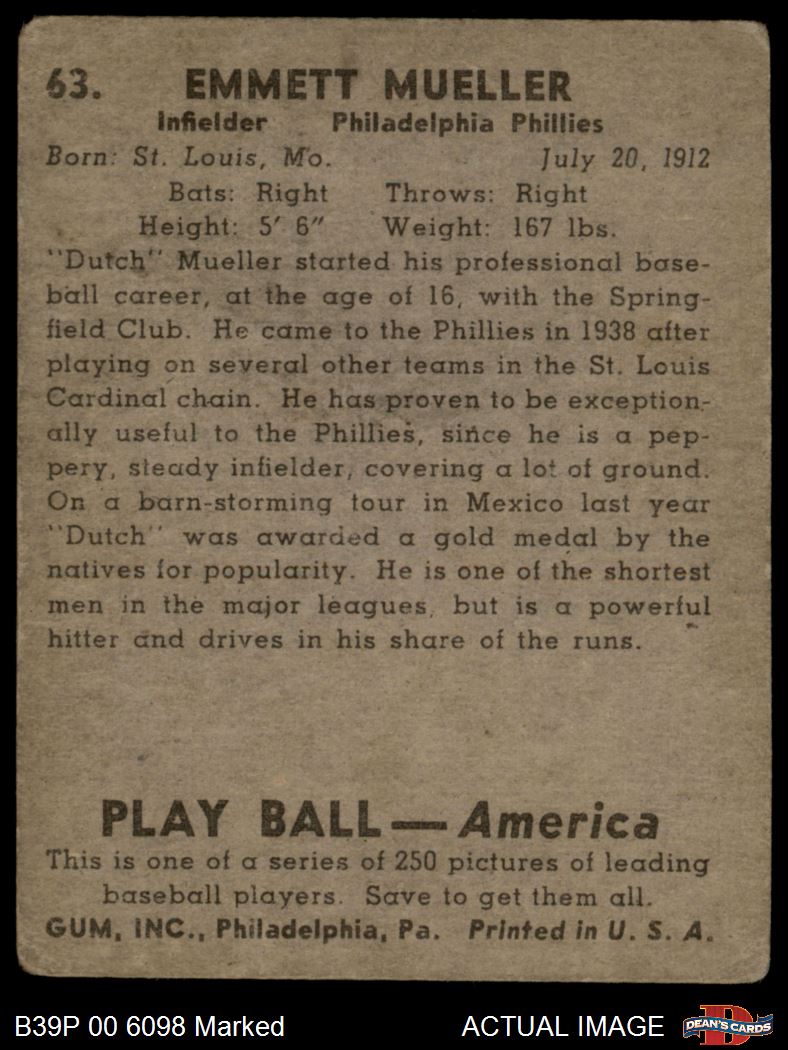 63. EMMETT MUELLER
Infielder Philadelphia Phillies
Born: St. Louis, Mo. July 20, 1912
Bats: Right Throws: Right
Height: 5' 6" Weight: 167 lbs.
"Dutch" Mueller started his professional base-
ball career, at the age of 16, with the Spring-
field Club. He came to the Phillies in 1938 after
playing on several other teams in the St. Louis
Cardinal chain. He has proven to be exception-
ally useful to the Phillies, since he is a pep-
pery, steady infielder, covering a lot of ground.
On a barn-storming tour in Mexico last year
"Dutch" was awarded a gold medal by the
natives for popularity. He is one of the shortest
men in the major leagues, but is a powerful
hitter and drives in his share of the runs.
PLAY BALL—America
This is one of a series of 250 pictures of leading
baseball players. Save to get them all.
GUM, INC., Philadelphia, Pa. Printed in U. S. A.
B39P 00 6098 Marked ACTUAL IMAGE
D
DEAN'S CARDS